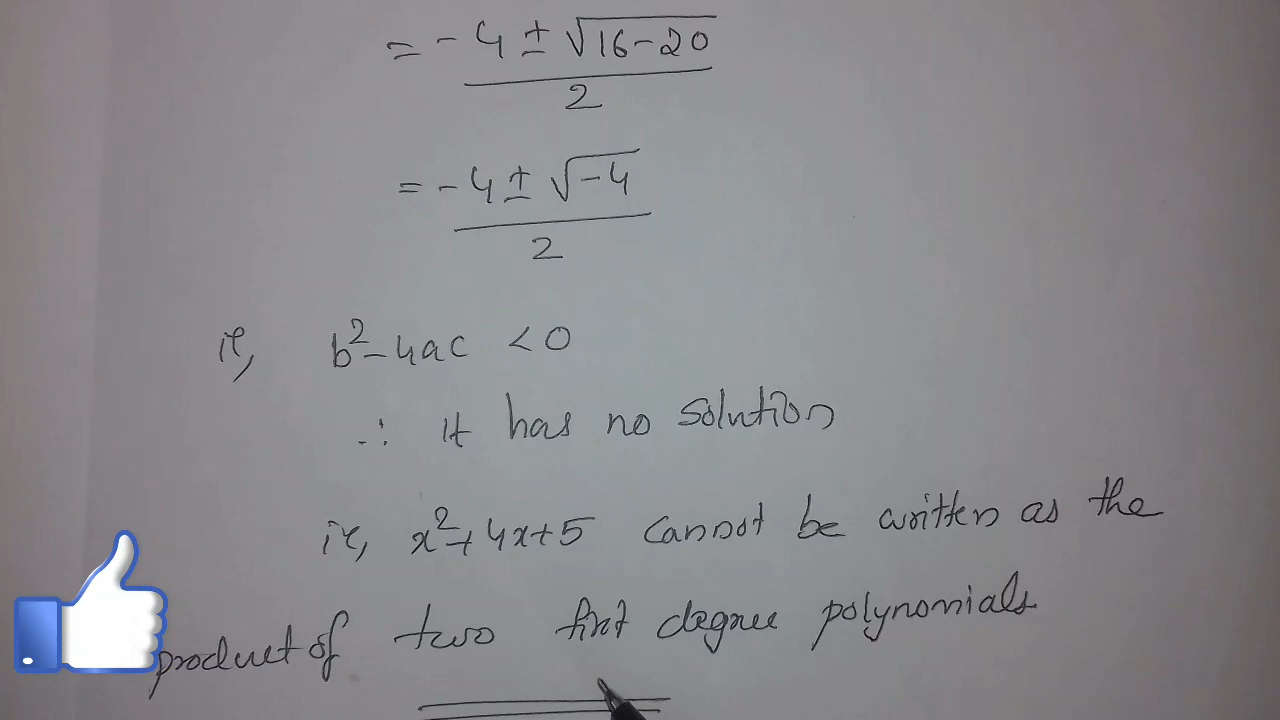 = -4 ± √16-20
2
= -4 ± √-4
2
ie, b²-4ac < 0
∴ It has no solution
ie, x²+4x+5 cannot be written as the
product of two first degree polynomials